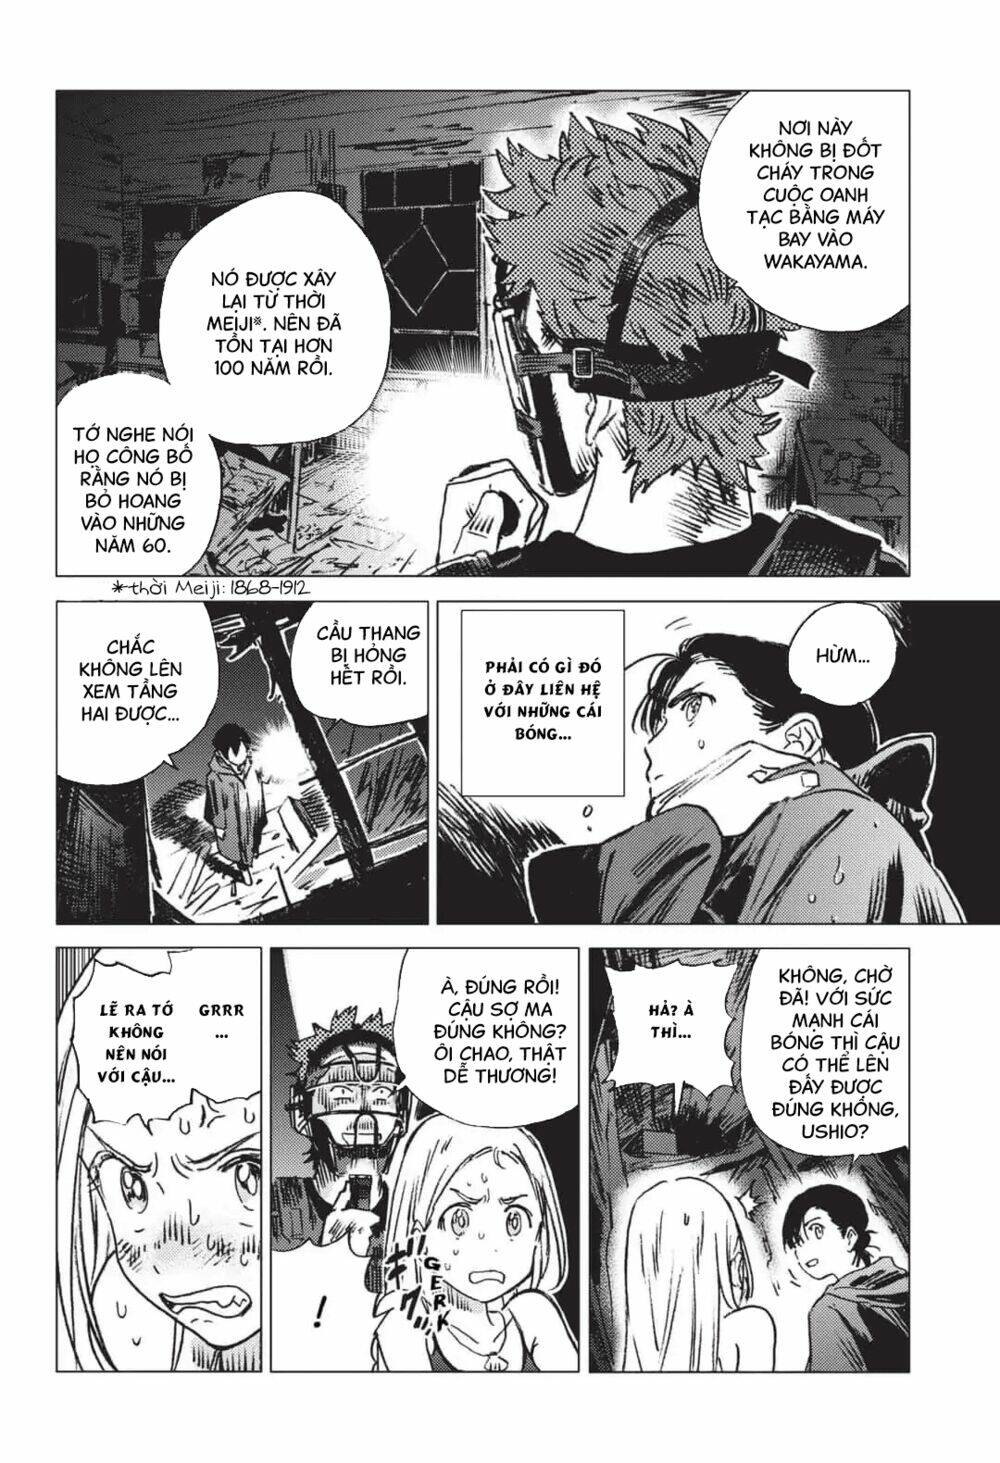 NƠI NÀY
KHÔNG BỊ ĐỐT
CHÁY TRONG
CUỘC OANH
TẠC BẰNG MÁY
BAY VÀO
WAKAYAMA.
NÓ ĐƯỢC XÂY
LẠI TỪ THỜI
MEIJI*. NÊN ĐÃ
TỒN TẠI HƠN
100 NĂM RỒI.
TỚ NGHE NÓI
HỌ CÔNG BỐ
RẰNG NÓ BỊ
BỎ HOANG
VÀO NHỮNG
NĂM 60.
*thời Meiji: 1868-1912
HỪM...
PHẢI CÓ GÌ ĐÓ
Ở ĐÂY LIÊN HỆ
VỚI NHỮNG CÁI
BÓNG...
CẦU THANG
BỊ HỎNG
HẾT RỒI.
CHẮC
KHÔNG LÊN
XEM TẦNG
HAI ĐƯỢC...
KHÔNG, CHỜ
ĐÃ! VỚI SỨC
MẠNH CÁI
BÓNG THÌ CẬU
CÓ THỂ LÊN
ĐẤY ĐƯỢC
ĐÚNG KHÔNG,
USHIO?
HẢ? À
THÌ...
À, ĐÚNG RỒI!
CẬU SỢ MA
ĐÚNG KHÔNG?
ÔI CHAO, THẬT
DỄ THƯƠNG!
ギクッ
GERK
!
GRRR
...
LẼ RA TỚ
KHÔNG
NÊN NÓI
VỚI CẬU...